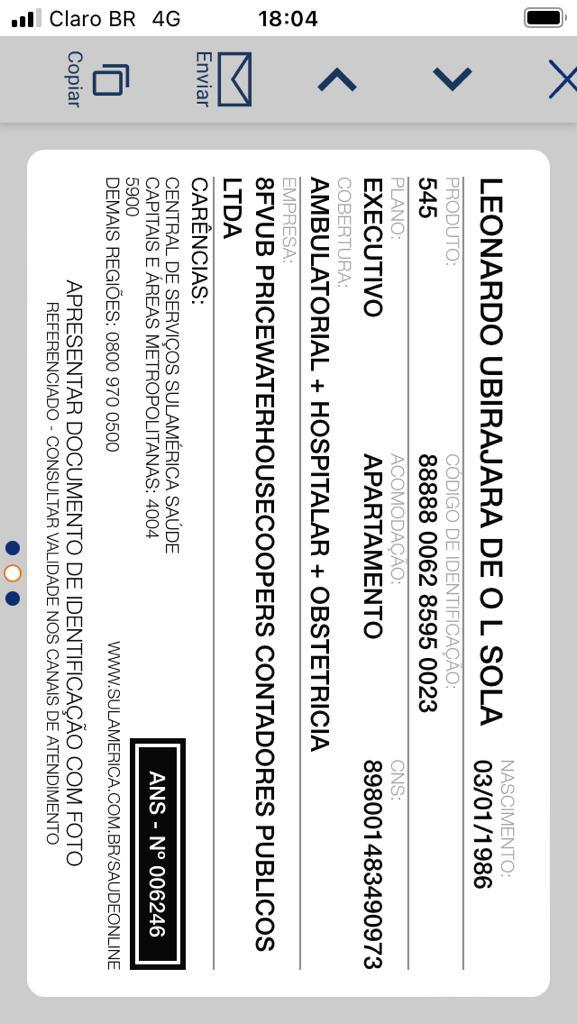 Claro BR 4G 18:04
Copiar
Enviar
LEONARDO UBIRAJARA DE O L SOLA
NASCIMENTO:
03/01/1986
PRODUTO:
545
CÓDIGO DE IDENTIFICAÇÃO:
88888 0062 8595 0023
PLANO:
EXECUTIVO
ACOMODAÇÃO:
APARTAMENTO
CNS:
898001483490973
COBERTURA:
AMBULATORIAL + HOSPITALAR + OBSTETRICIA
EMPRESA:
8FVUB PRICEWATERHOUSECOOPERS CONTADORES PUBLICOS
LTDA
CARÊNCIAS:
CENTRAL DE SERVIÇOS SULAMÉRICA SAÚDE
CAPITAIS E ÁREAS METROPOLITANAS: 4004
5900
DEMAIS REGIÕES: 0800 970 0500
ANS - Nº 006246
WWW.SULAMERICA.COM.BR/SAUDEONLINE
APRESENTAR DOCUMENTO DE IDENTIFICAÇÃO COM FOTO
REFERENCIADO - CONSULTAR VALIDADE NOS CANAIS DE ATENDIMENTO